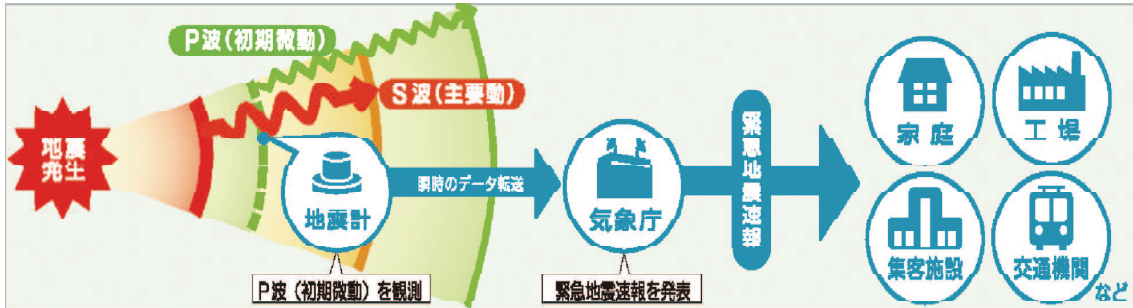 地震
発生
P波(初期微動)
S波(主要動)
地震計
P波(初期微動)を観測
瞬時のデータ転送
気象庁
緊急地震速報を発表
緊急地震速報
家庭
工場
集客施設
交通機関
など